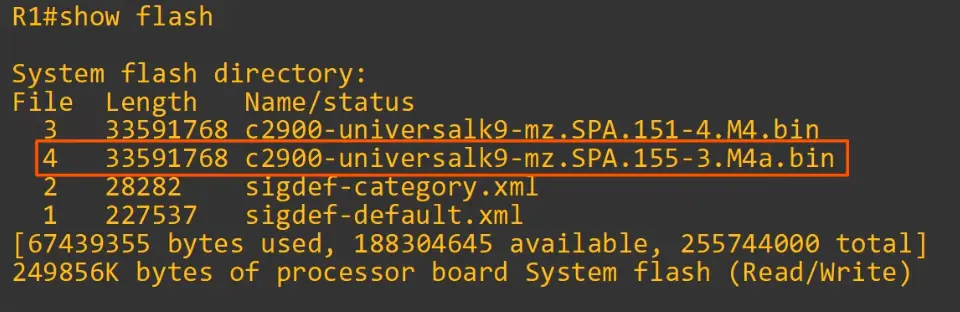 R1#show flash
System flash directory:
File Length Name/status
3 33591768 c2900-universalk9-mz.SPA.151-4.M4.bin
4 33591768 c2900-universalk9-mz.SPA.155-3.M4a.bin
2 28282 sigdef-category.xml
1 227537 sigdef-default.xml
[67439355 bytes used, 188304645 available, 255744000 total]
249856K bytes of processor board System flash (Read/Write)